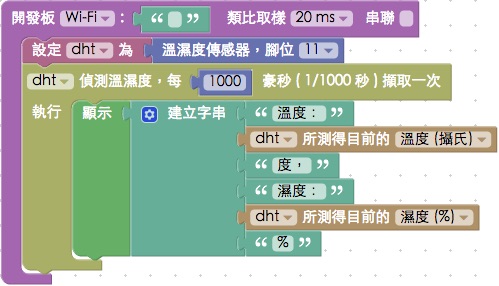 開發板 Wi-Fi : “ ” 類比取樣 20 ms 串聯
設定 dht 為 溫濕度傳感器，腳位 11
dht 偵測溫濕度，每 1000 豪秒 ( 1/1000 秒 ) 擷取一次
執行 顯示 建立字串 “ 溫度： ”
dht 所測得目前的 溫度 (攝氏)
“ 度， ”
“ 濕度： ”
dht 所測得目前的 濕度 (%)
“ % ”